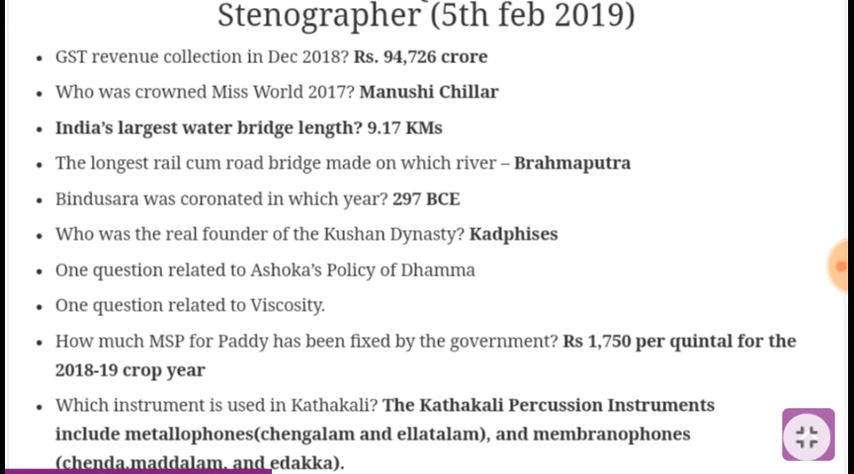 Stenographer (5th feb 2019)
• GST revenue collection in Dec 2018? Rs. 94,726 crore
• Who was crowned Miss World 2017? Manushi Chillar
• India’s largest water bridge length? 9.17 KMs
• The longest rail cum road bridge made on which river – Brahmaputra
• Bindusara was coronated in which year? 297 BCE
• Who was the real founder of the Kushan Dynasty? Kadphises
• One question related to Ashoka’s Policy of Dhamma
• One question related to Viscosity.
• How much MSP for Paddy has been fixed by the government? Rs 1,750 per quintal for the
2018-19 crop year
• Which instrument is used in Kathakali? The Kathakali Percussion Instruments
include metallophones(chengalam and ellatalam), and membranophones
(chenda,maddalam, and edakka).